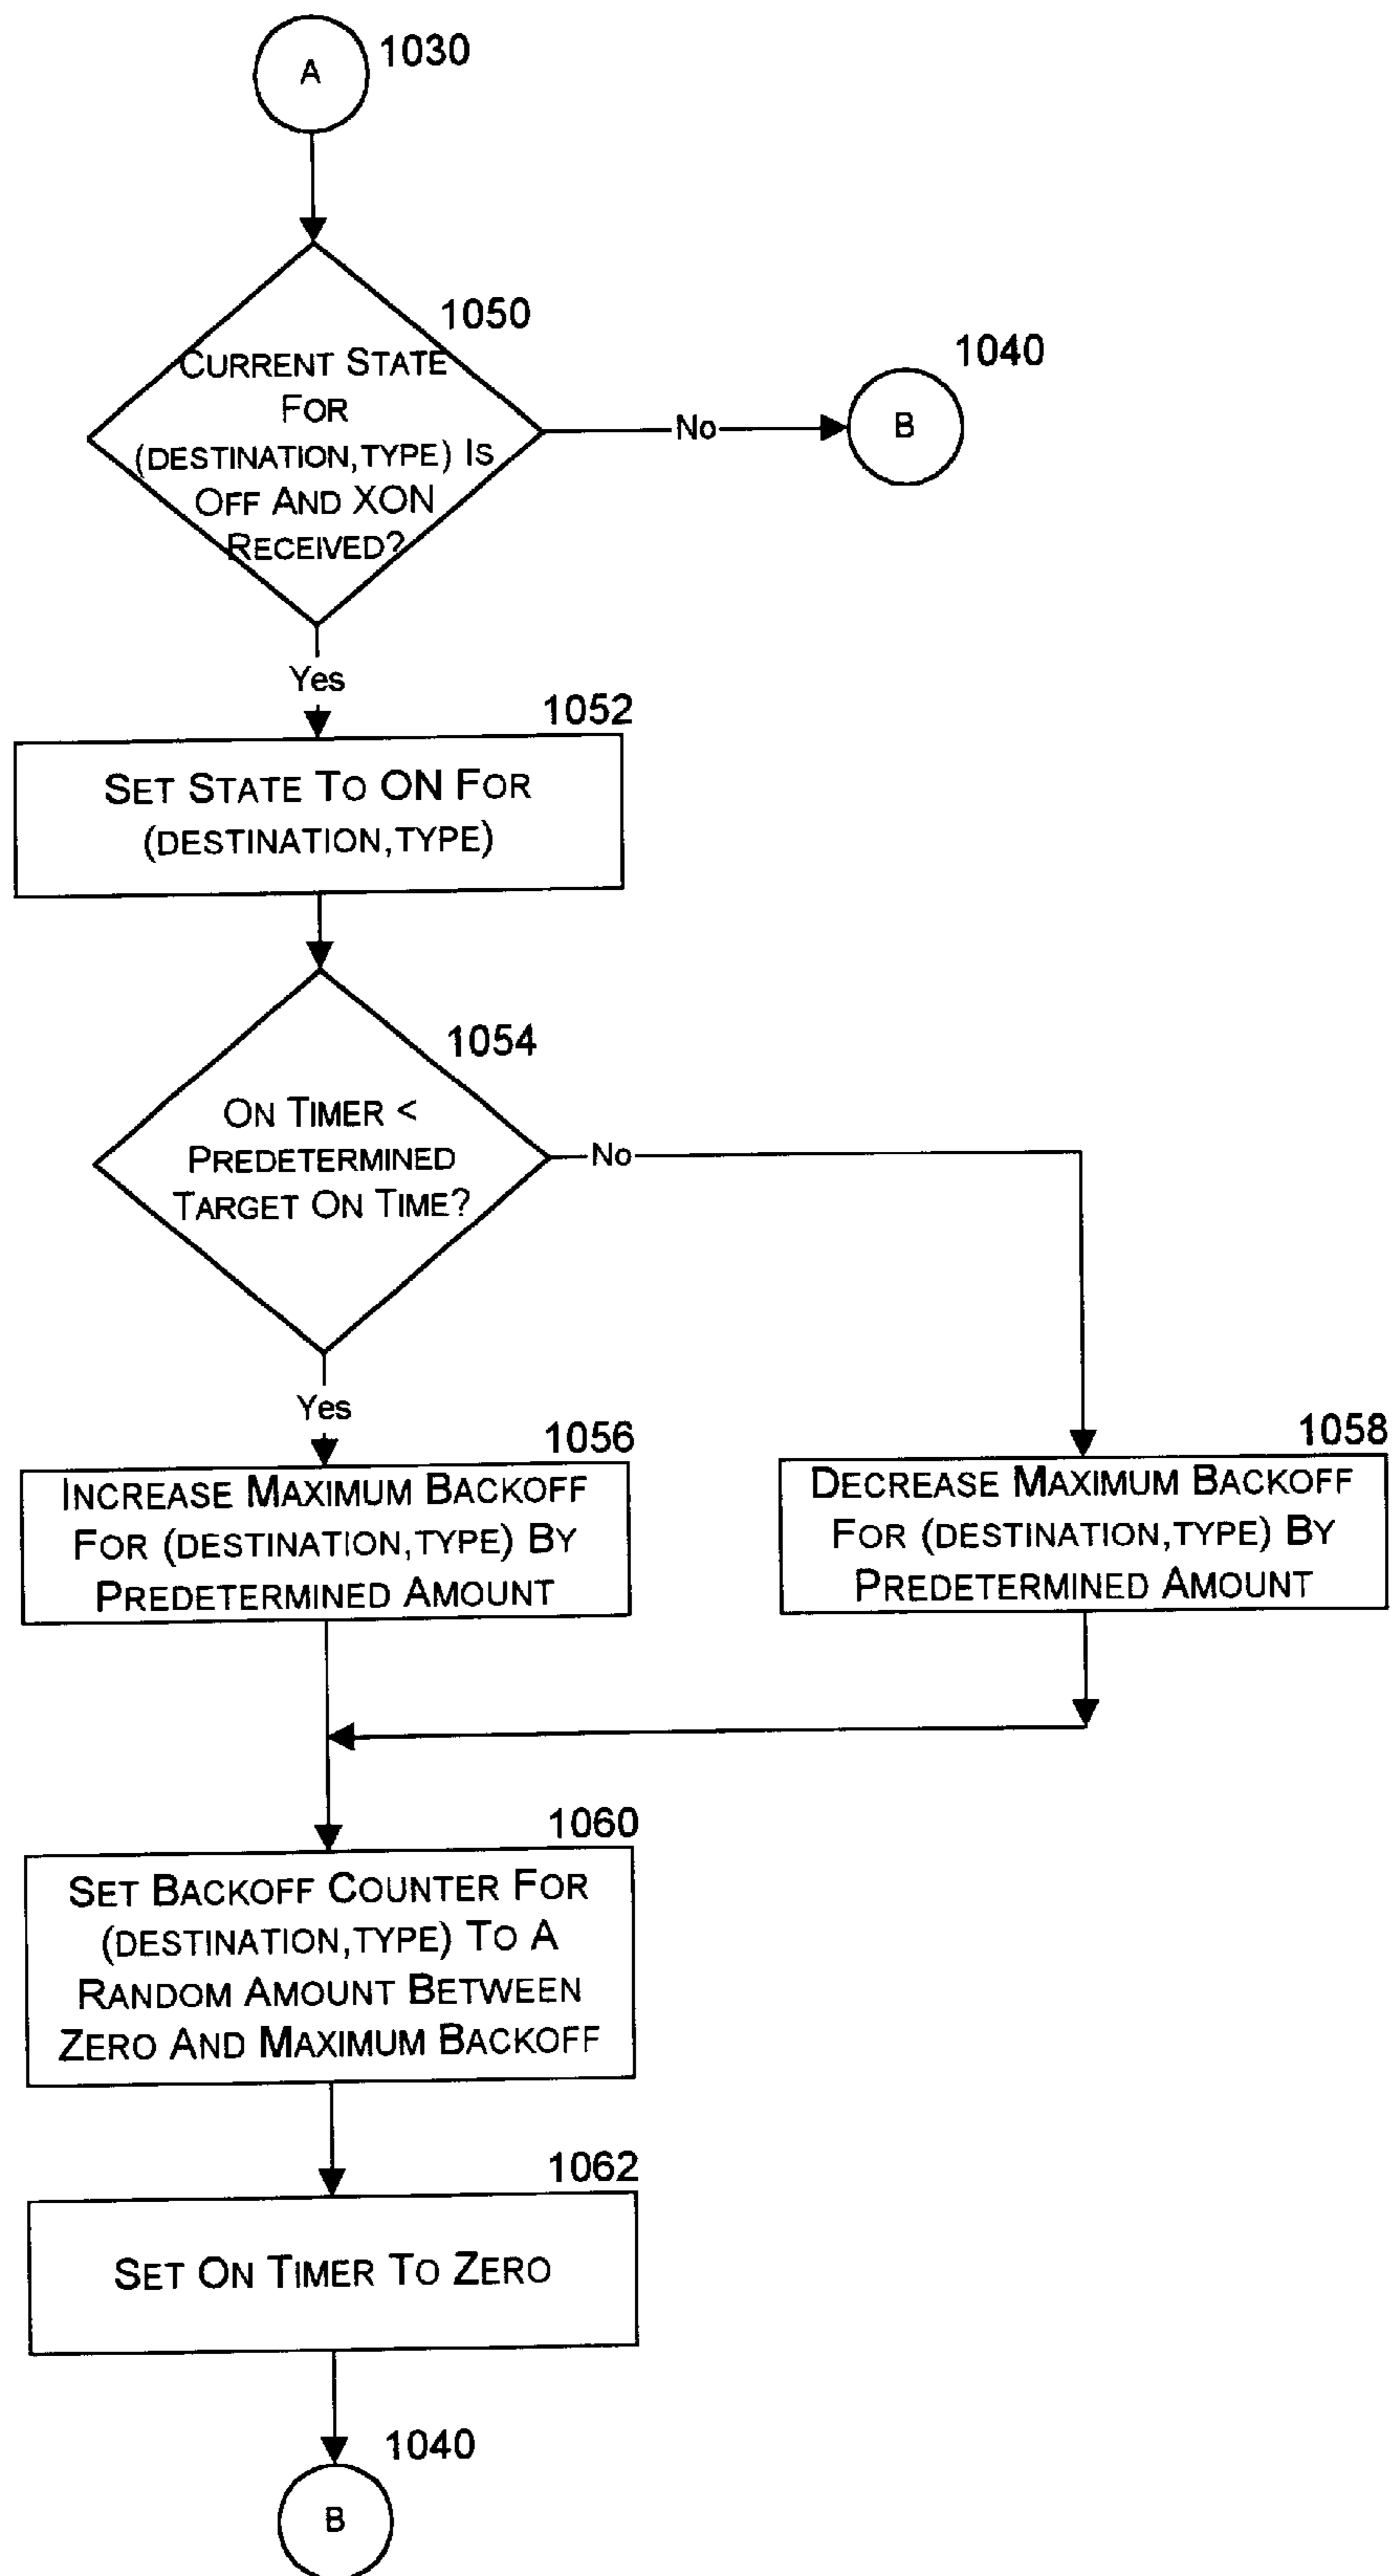 A
1030
1050
CURRENT STATE
FOR
(DESTINATION,TYPE) IS
OFF AND XON
RECEIVED?
No
1040
B
Yes
1052
SET STATE TO ON FOR
(DESTINATION,TYPE)
1054
ON TIMER <
PREDETERMINED
TARGET ON TIME?
No
Yes
1056
INCREASE MAXIMUM BACKOFF
FOR (DESTINATION,TYPE) BY
PREDETERMINED AMOUNT
1058
DECREASE MAXIMUM BACKOFF
FOR (DESTINATION,TYPE) BY
PREDETERMINED AMOUNT
1060
SET BACKOFF COUNTER FOR
(DESTINATION,TYPE) TO A
RANDOM AMOUNT BETWEEN
ZERO AND MAXIMUM BACKOFF
1062
SET ON TIMER TO ZERO
1040
B